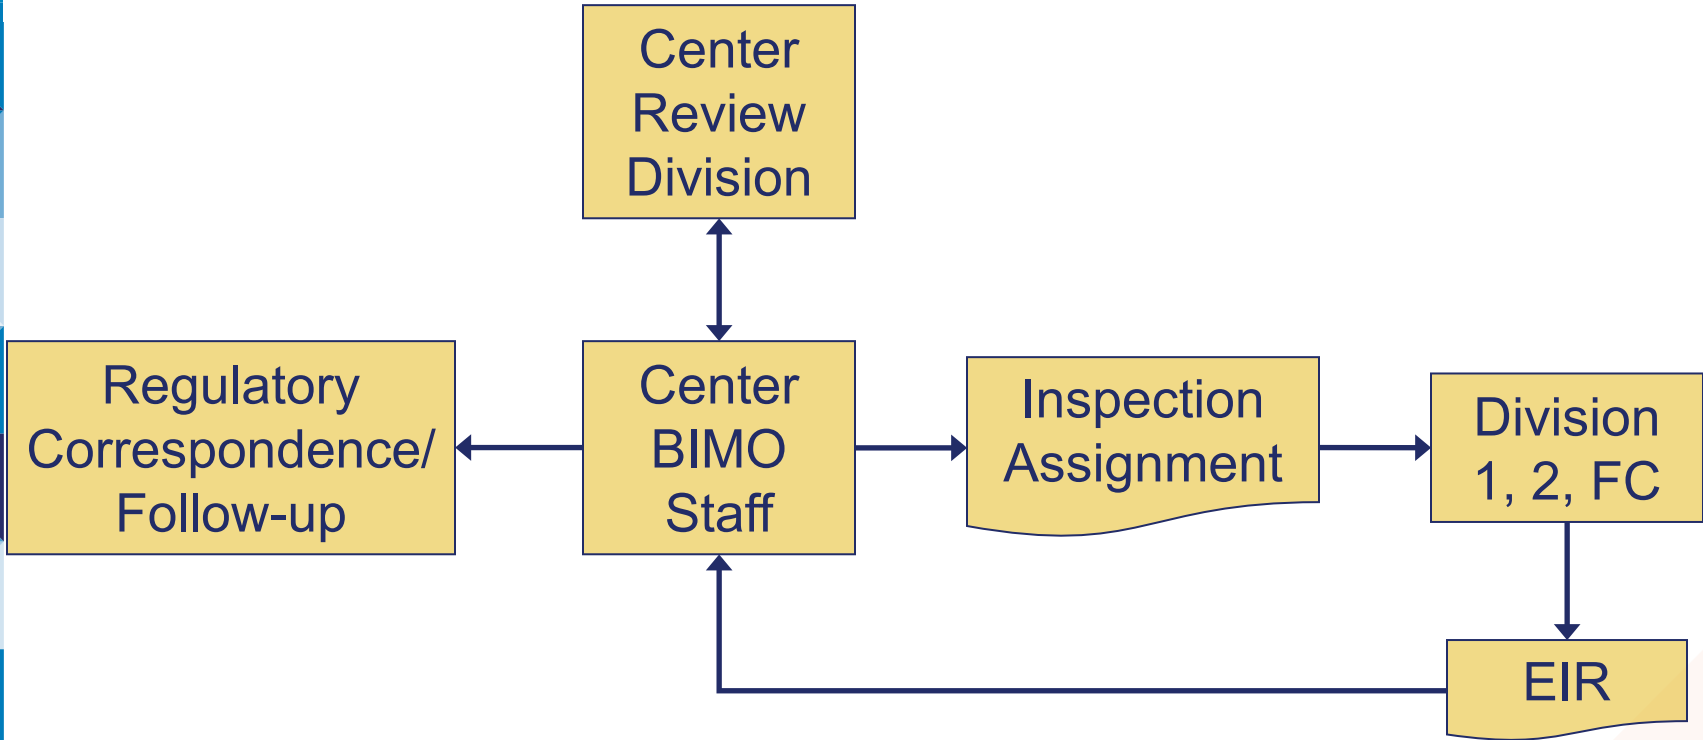 Center
Review
Division
Regulatory
Correspondence/
Follow-up
Center
BIMO
Staff
Inspection
Assignment
Division
1, 2, FC
EIR